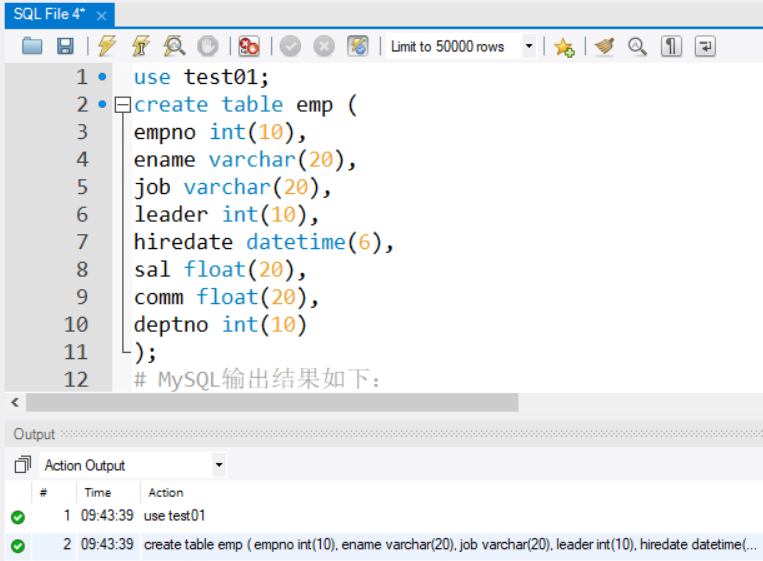 SQL File 4*
Limit to 50000 rows
1 use test01;
2 create table emp (
3 empno int(10),
4 ename varchar(20),
5 job varchar(20),
6 leader int(10),
7 hiredate datetime(6),
8 sal float(20),
9 comm float(20),
10 deptno int(10)
11 );
12 # MySQL输出结果如下：
Output
Action Output
# Time Action
1 09:43:39 use test01
2 09:43:39 create table emp ( empno int(10), ename varchar(20), job varchar(20), leader int(10), hiredate datetime(...